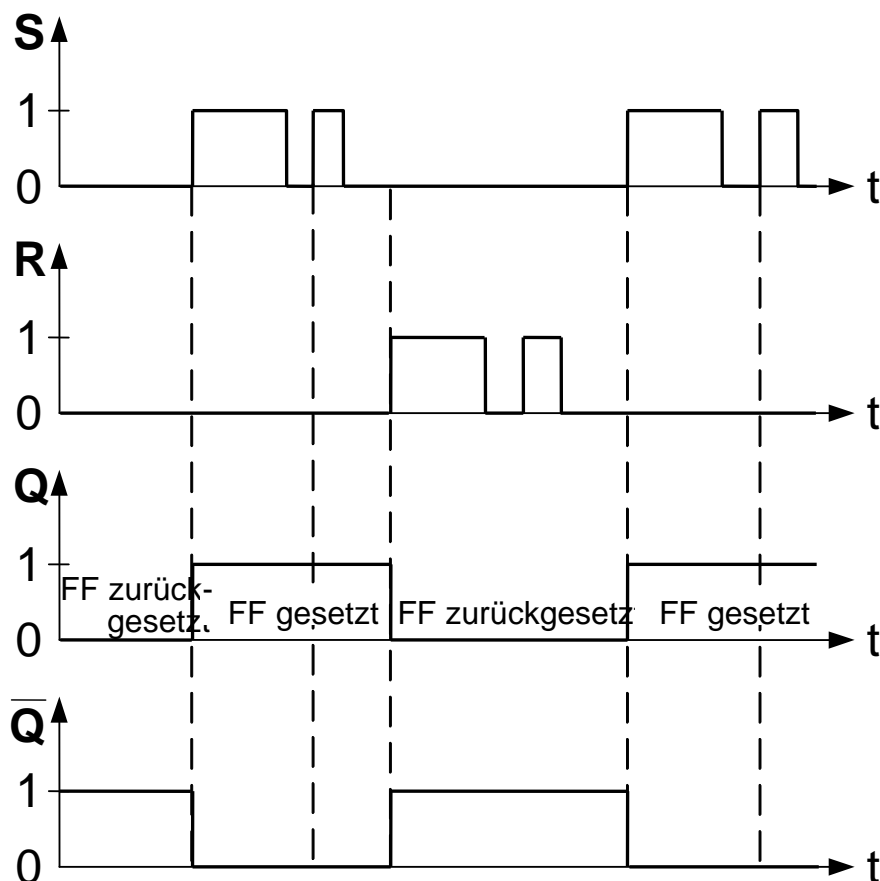 S
1
0
t
R
1
0
t
Q
1
FF zurück-
gesetzt
FF gesetzt
FF zurückgesetzt
FF gesetzt
0
t
Q̅
1
0
t